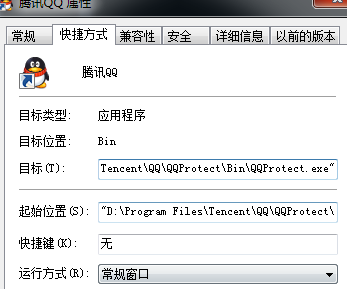 腾讯QQ 属性
常规 快捷方式 兼容性 安全 详细信息 以前的版本
腾讯QQ
目标类型: 应用程序
目标位置: Bin
目标(T): Tencent\QQ\QQProtect\Bin\QQProtect.exe"
起始位置(S): "D:\Program Files\Tencent\QQ\QQProtect\
快捷键(K): 无
运行方式(R): 常规窗口